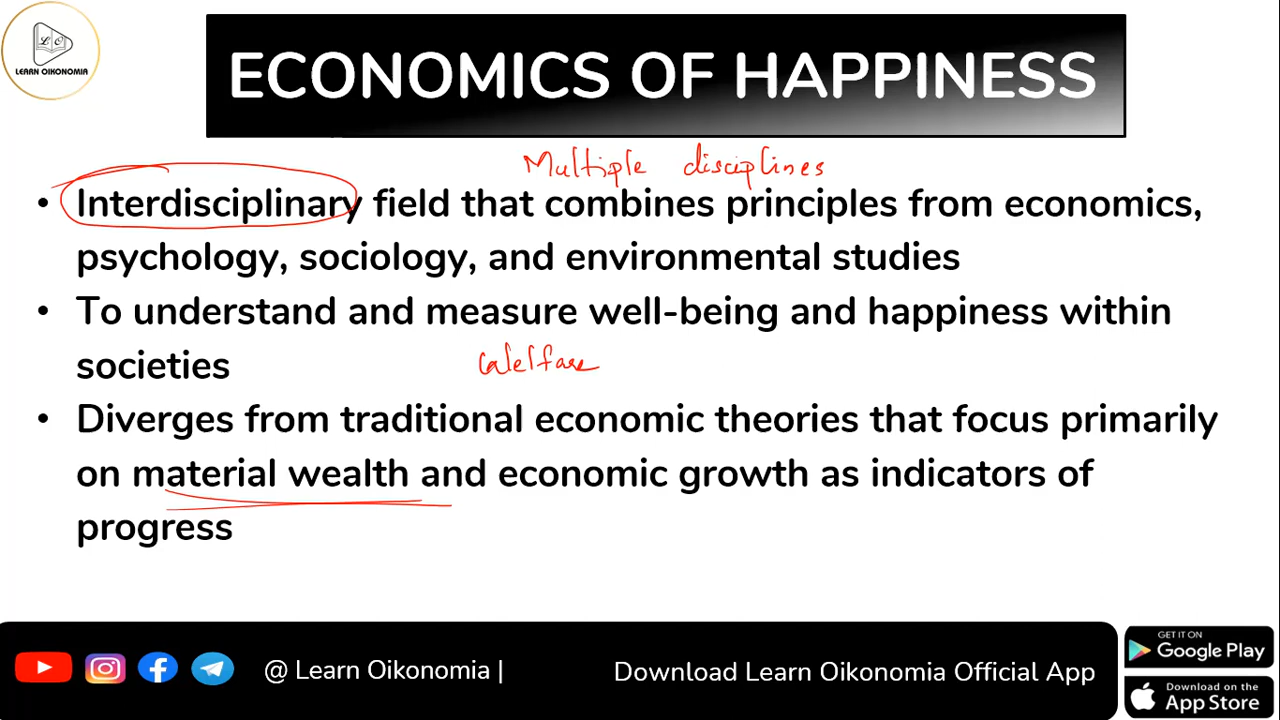 LO
LEARN OIKONOMIA
ECONOMICS OF HAPPINESS
Multiple disciplines
• Interdisciplinary field that combines principles from economics,
psychology, sociology, and environmental studies
• To understand and measure well-being and happiness within
societies
welfare
• Diverges from traditional economic theories that focus primarily
on material wealth and economic growth as indicators of
progress
@ Learn Oikonomia |
Download Learn Oikonomia Official App
GET IT ON
Google Play
Download on the
App Store